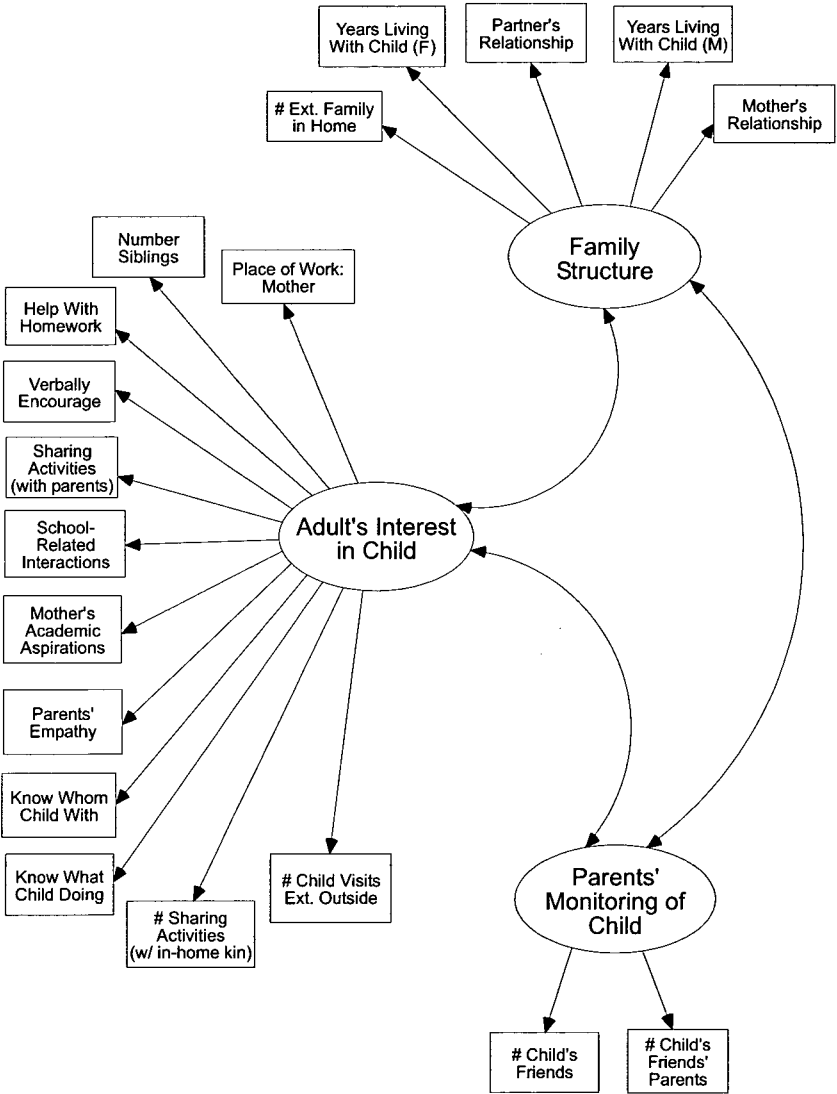 Years Living
With Child (F)
Partner's
Relationship
Years Living
With Child (M)
# Ext. Family
in Home
Mother's
Relationship
Family
Structure
Number
Siblings
Place of Work:
Mother
Help With
Homework
Verbally
Encourage
Sharing
Activities
(with parents)
School-
Related
Interactions
Mother's
Academic
Aspirations
Parents'
Empathy
Know Whom
Child With
Know What
Child Doing
# Sharing
Activities
(w/ in-home kin)
# Child Visits
Ext. Outside
Adult's Interest
in Child
Parents'
Monitoring of
Child
# Child's
Friends
# Child's
Friends'
Parents